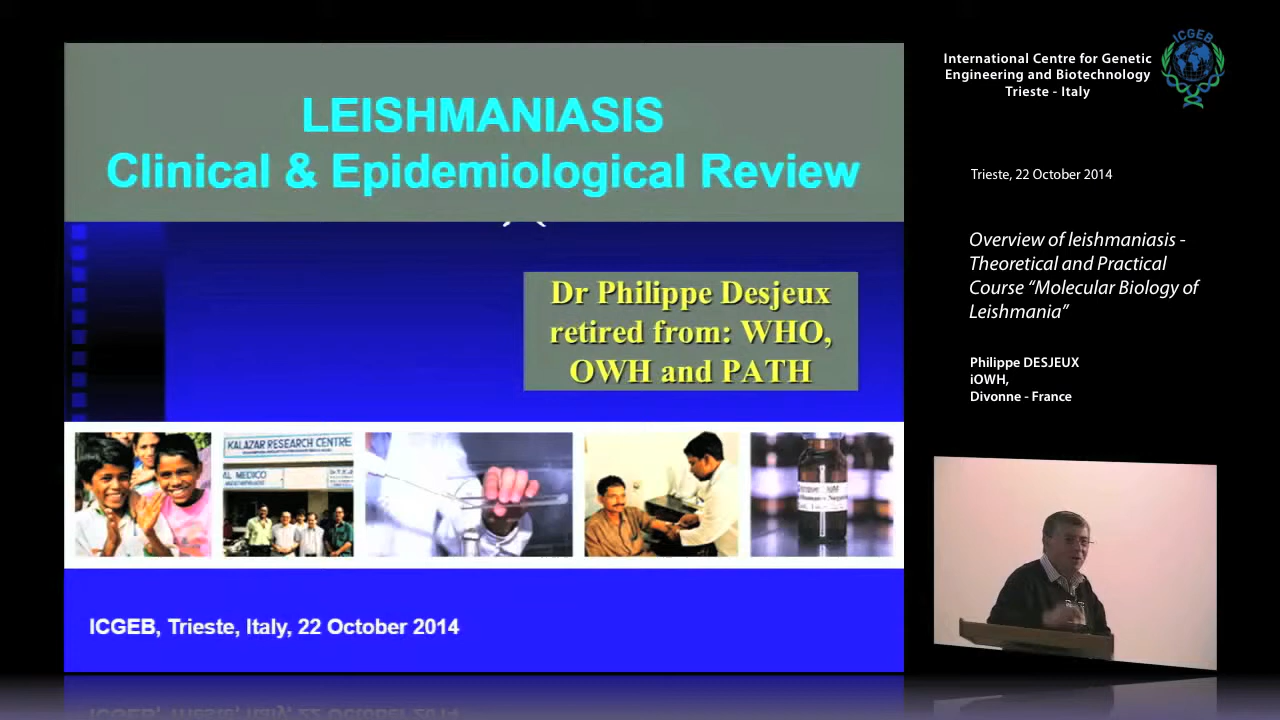 LEISHMANIASIS
Clinical & Epidemiological Review
Dr Philippe Desjeux
retired from: WHO,
OWH and PATH
KALAZAR RESEARCH CENTRE
AL MEDICO
ICGEB, Trieste, Italy, 22 October 2014
International Centre for Genetic
Engineering and Biotechnology
Trieste - Italy
ICGEB
Trieste, 22 October 2014
Overview of leishmaniasis -
Theoretical and Practical
Course “Molecular Biology of
Leishmania”
Philippe DESJEUX
iOWH,
Divonne - France